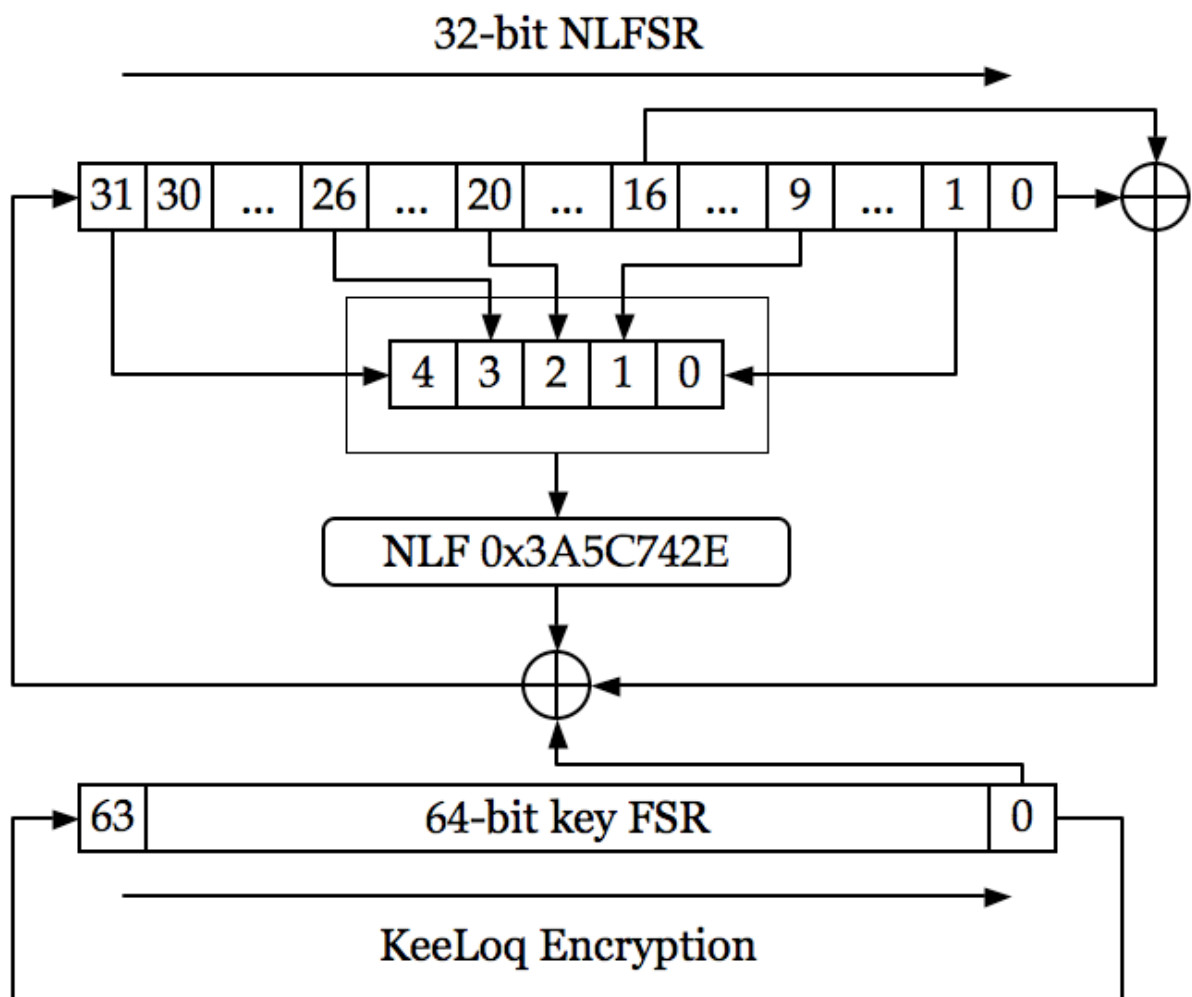 32-bit NLFSR
31 30 ... 26 ... 20 ... 16 ... 9 ... 1 0
4 3 2 1 0
NLF 0x3A5C742E
63 64-bit key FSR 0
KeeLoq Encryption